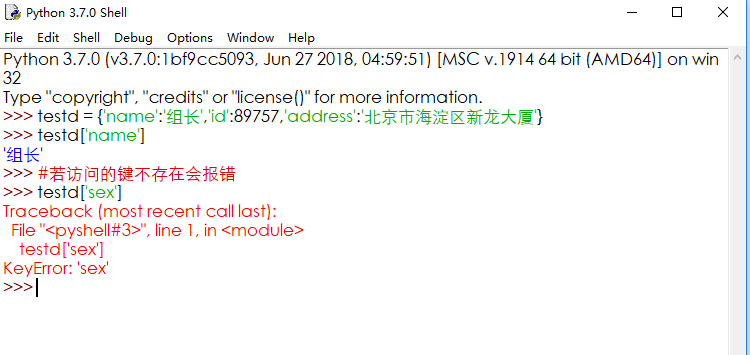 Python 3.7.0 Shell
File Edit Shell Debug Options Window Help
Python 3.7.0 (v3.7.0:1bf9cc5093, Jun 27 2018, 04:59:51) [MSC v.1914 64 bit (AMD64)] on win
32
Type "copyright", "credits" or "license()" for more information.
>>> testd = {'name':'组长','id':89757,'address':'北京市海淀区新龙大厦'}
>>> testd['name']
'组长'
>>> #若访问的键不存在会报错
>>> testd['sex']
Traceback (most recent call last):
  File "<pyshell#3>", line 1, in <module>
    testd['sex']
KeyError: 'sex'
>>>